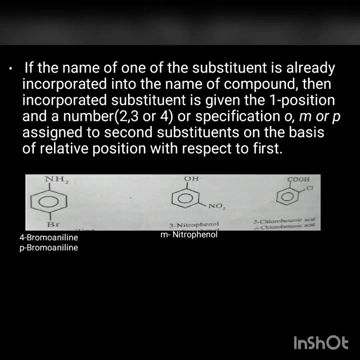 • If the name of one of the substituent is already
incorporated into the name of compound, then
incorporated substituent is given the 1-position
and a number(2,3 or 4) or specification o, m or p
assigned to second substituents on the basis
of relative position with respect to first.
NH₂ OH COOH
Cl
NO₂
Br 3-Nitrophenol 2-Chlorobenzoic acid
4-Bromoaniline m- Nitrophenol o-Chlorobenzoic acid
p-Bromoaniline
InShOt